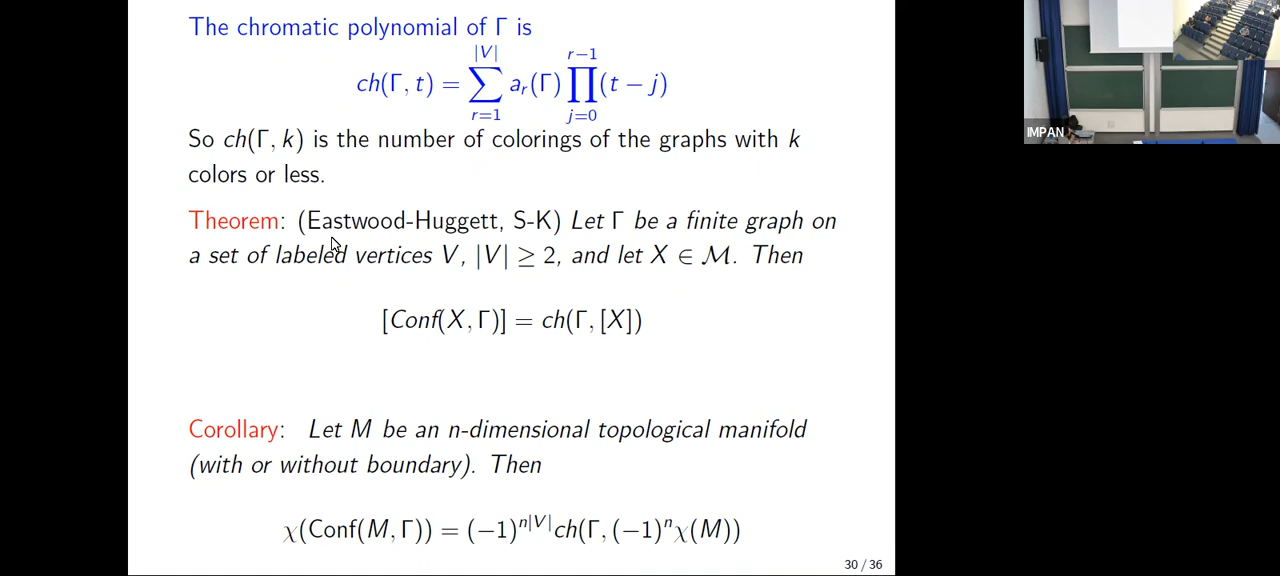 The chromatic polynomial of Γ is
ch(Γ, t) = \sum_{r=1}^{|V|} a_r(Γ) \prod_{j=0}^{r-1} (t − j)
So ch(Γ, k) is the number of colorings of the graphs with k
colors or less.
Theorem: (Eastwood-Huggett, S-K) Let Γ be a finite graph on
a set of labeled vertices V, |V| ≥ 2, and let X ∈ ℳ. Then
[Conf(X, Γ)] = ch(Γ, [X])
Corollary: Let M be an n-dimensional topological manifold
(with or without boundary). Then
χ(Conf(M, Γ)) = (−1)^{n|V|} ch(Γ, (−1)^n χ(M))
30 / 36
IMPAN